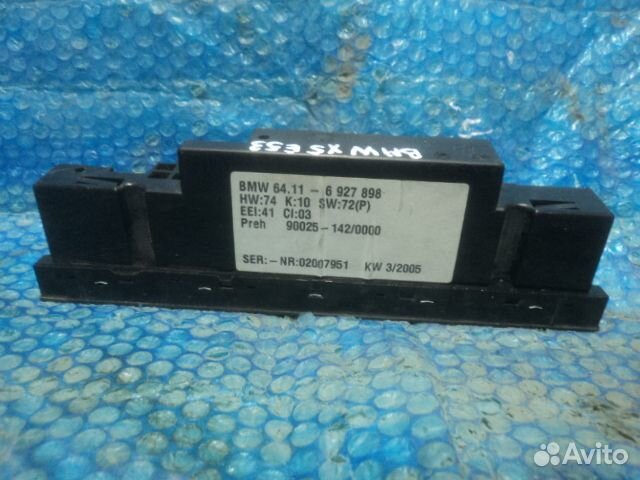 BMW X5 E53
BMW 64.11 - 6 927 898
HW:74 K:10 SW:72(P)
EEI:41 CI:03
Preh 90025-142/0000
SER:-NR:02007951 KW 3/2005
Avito